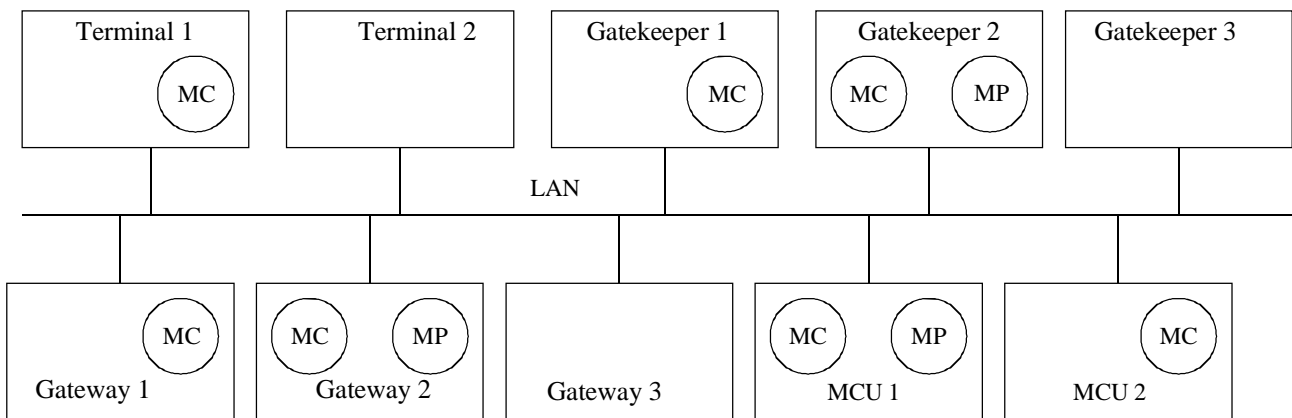 Terminal 1 Terminal 2 Gatekeeper 1 Gatekeeper 2 Gatekeeper 3
MC MC MC MP
LAN
MC MC MP MC MP MC
Gateway 1 Gateway 2 Gateway 3 MCU 1 MCU 2